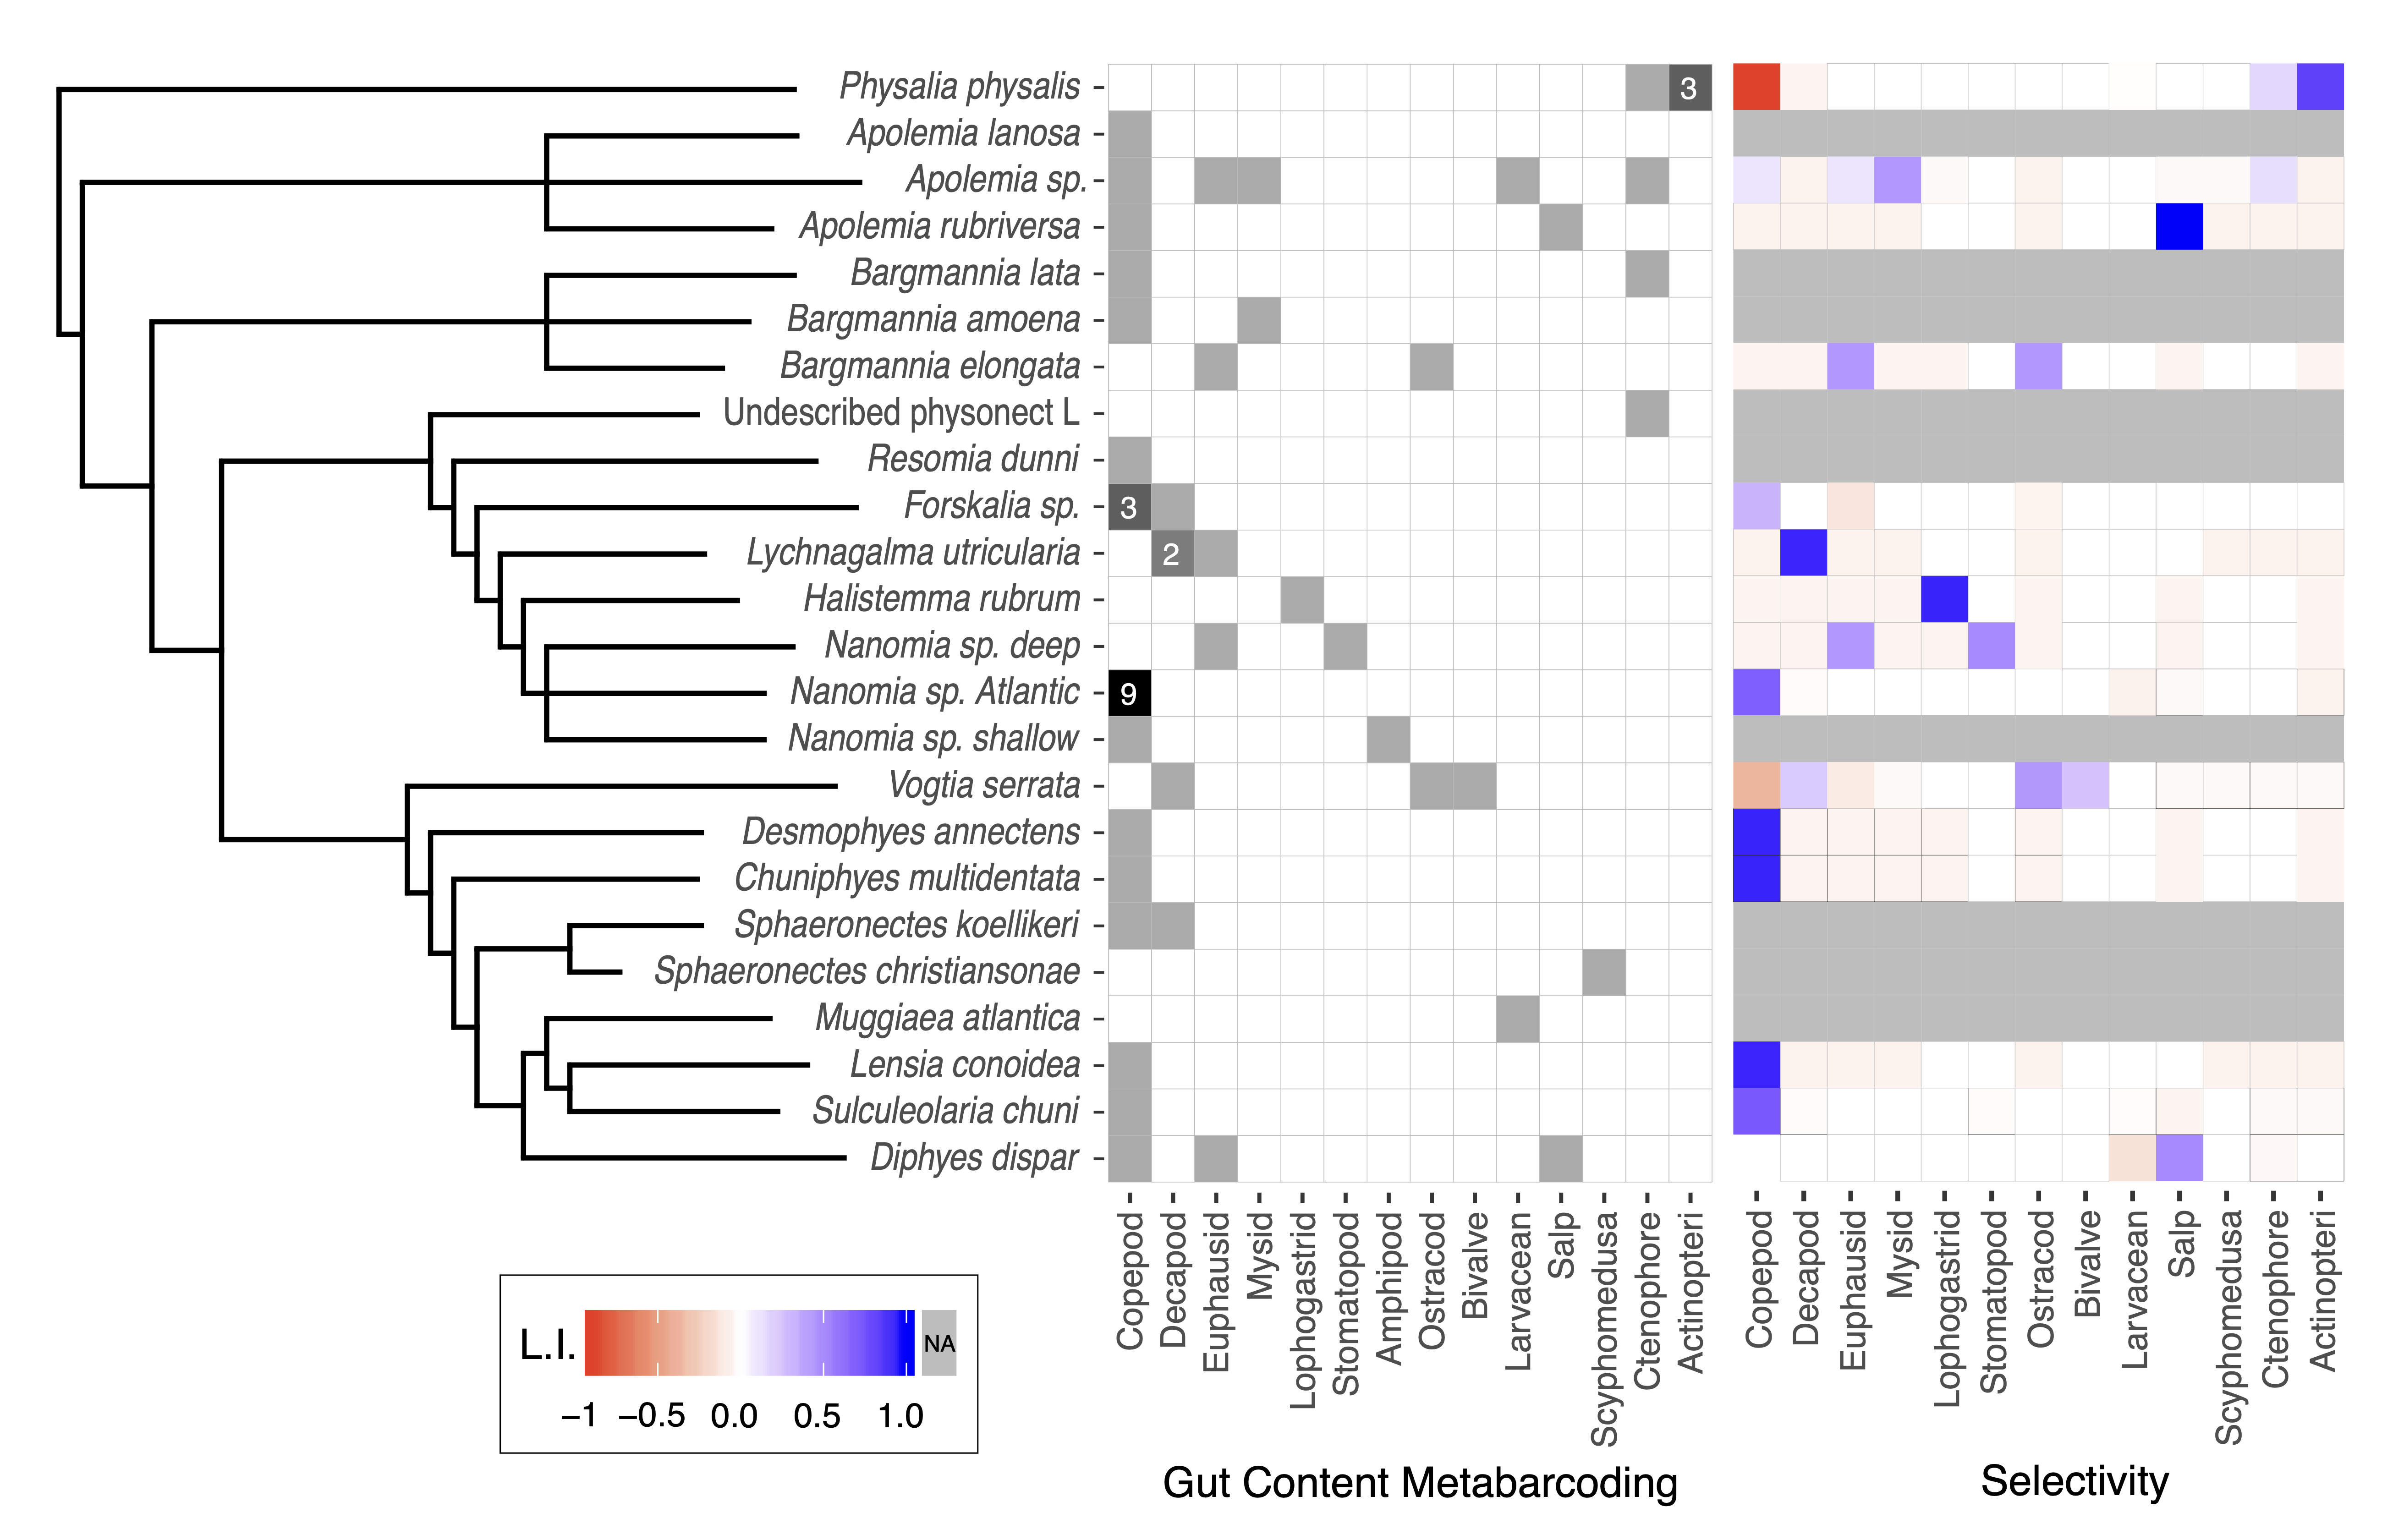 Physalia physalis
3
Apolemia lanosa
Apolemia sp.
Apolemia rubriversa
Bargmannia lata
Bargmannia amoena
Bargmannia elongata
Undescribed physonect L
Resomia dunni
Forskalia sp.
3
Lychnagalma utricularia
2
Halistemma rubrum
Nanomia sp. deep
Nanomia sp. Atlantic
9
Nanomia sp. shallow
Vogtia serrata
Desmophyes annectens
Chuniphyes multidentata
Sphaeronectes koellikeri
Sphaeronectes christiansonae
Muggiaea atlantica
Lensia conoidea
Sulculeolaria chuni
Diphyes dispar
Copepod
Decapod
Euphausid
Mysid
Lophogastrid
Stomatopod
Amphipod
Ostracod
Bivalve
Larvacean
Salp
Scyphomedusa
Ctenophore
Actinopteri
Copepod
Decapod
Euphausid
Mysid
Lophogastrid
Stomatopod
Ostracod
Bivalve
Larvacean
Salp
Scyphomedusa
Ctenophore
Actinopteri
L.I.
NA
−1 −0.5 0.0 0.5 1.0
Gut Content Metabarcoding
Selectivity